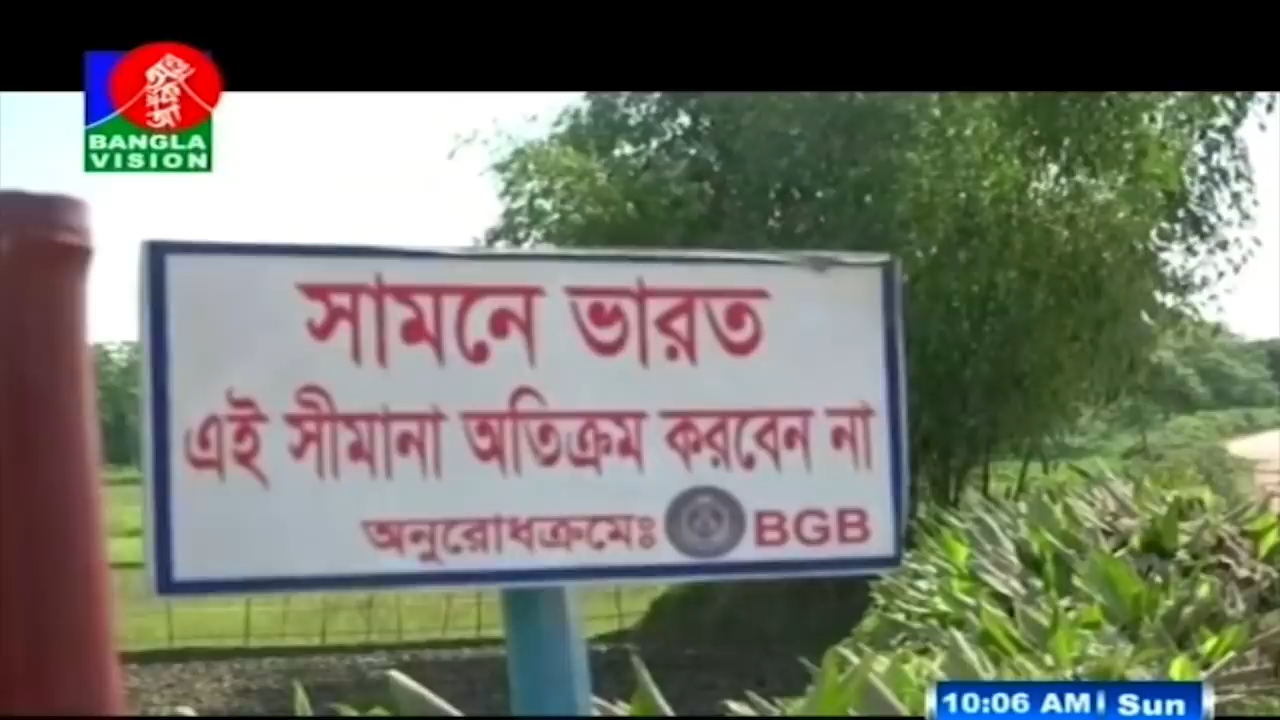 BANGLA
VISION
সামনে ভারত
এই সীমানা অতিক্রম করবেন না
অনুরোধক্রমেঃ BGB
10:06 AM Sun